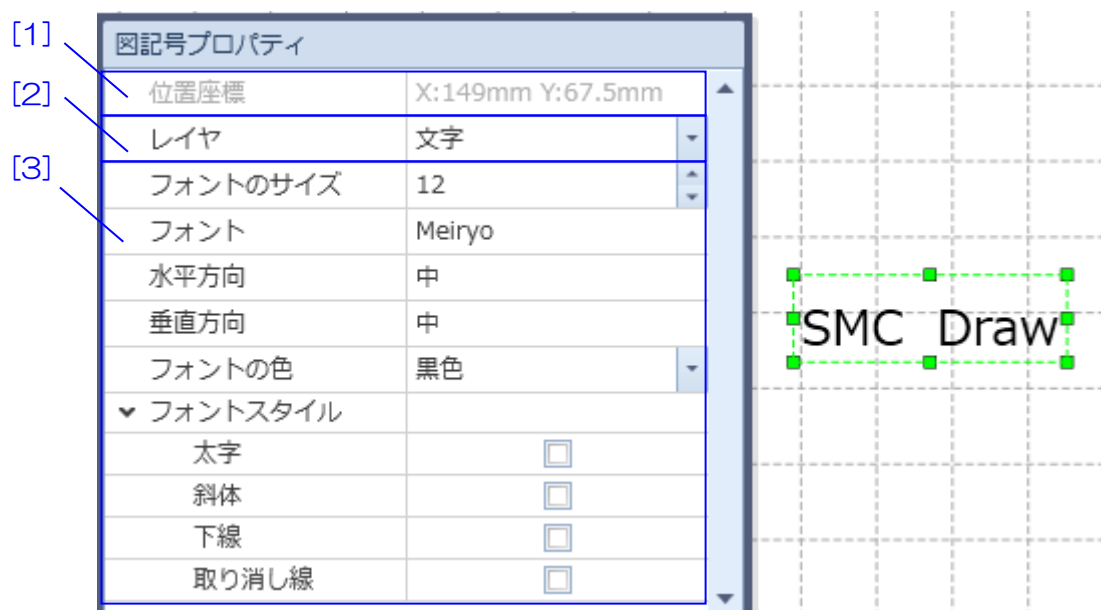 [1]
図記号プロパティ
位置座標 X:149mm Y:67.5mm
[2]
レイヤ 文字
[3]
フォントのサイズ 12
フォント Meiryo
水平方向 中
垂直方向 中
SMC Draw
フォントの色 黒色
フォントスタイル
太字
斜体
下線
取り消し線